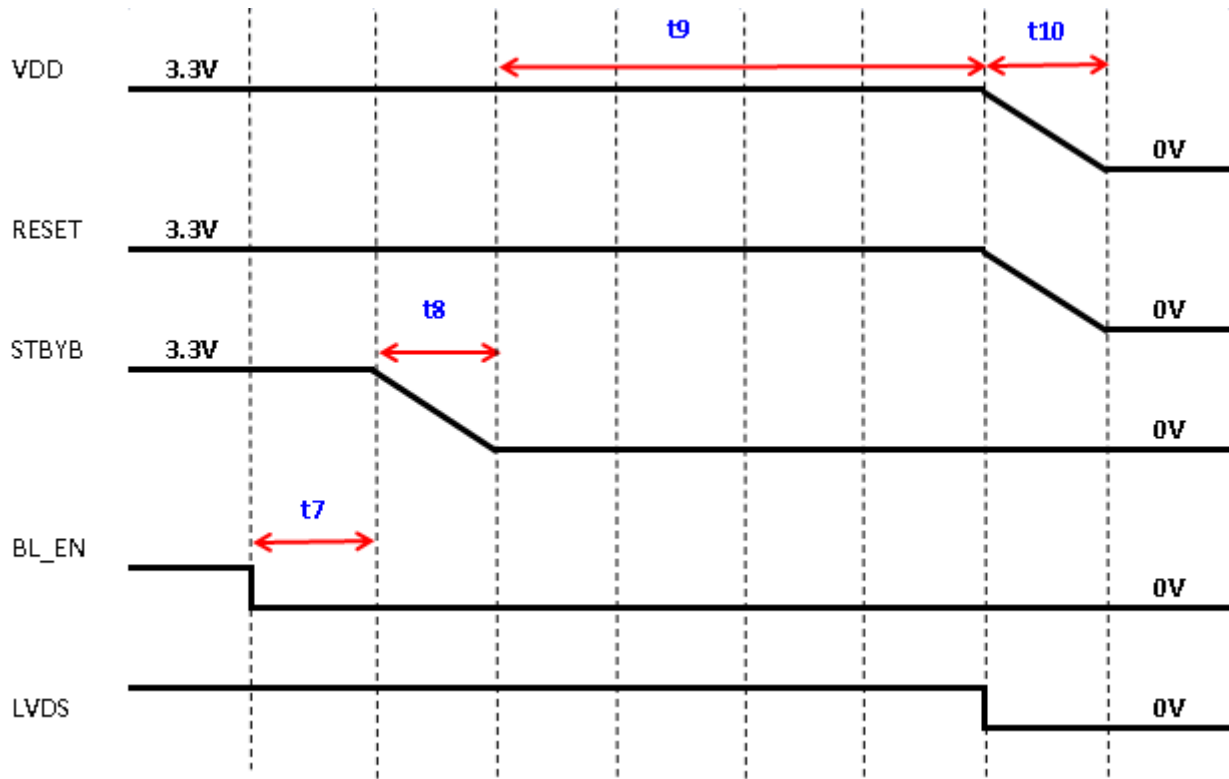 t9 t10
VDD 3.3V
0V
RESET 3.3V
t8 0V
STBYB 3.3V
0V
t7
BL_EN
0V
LVDS 0V